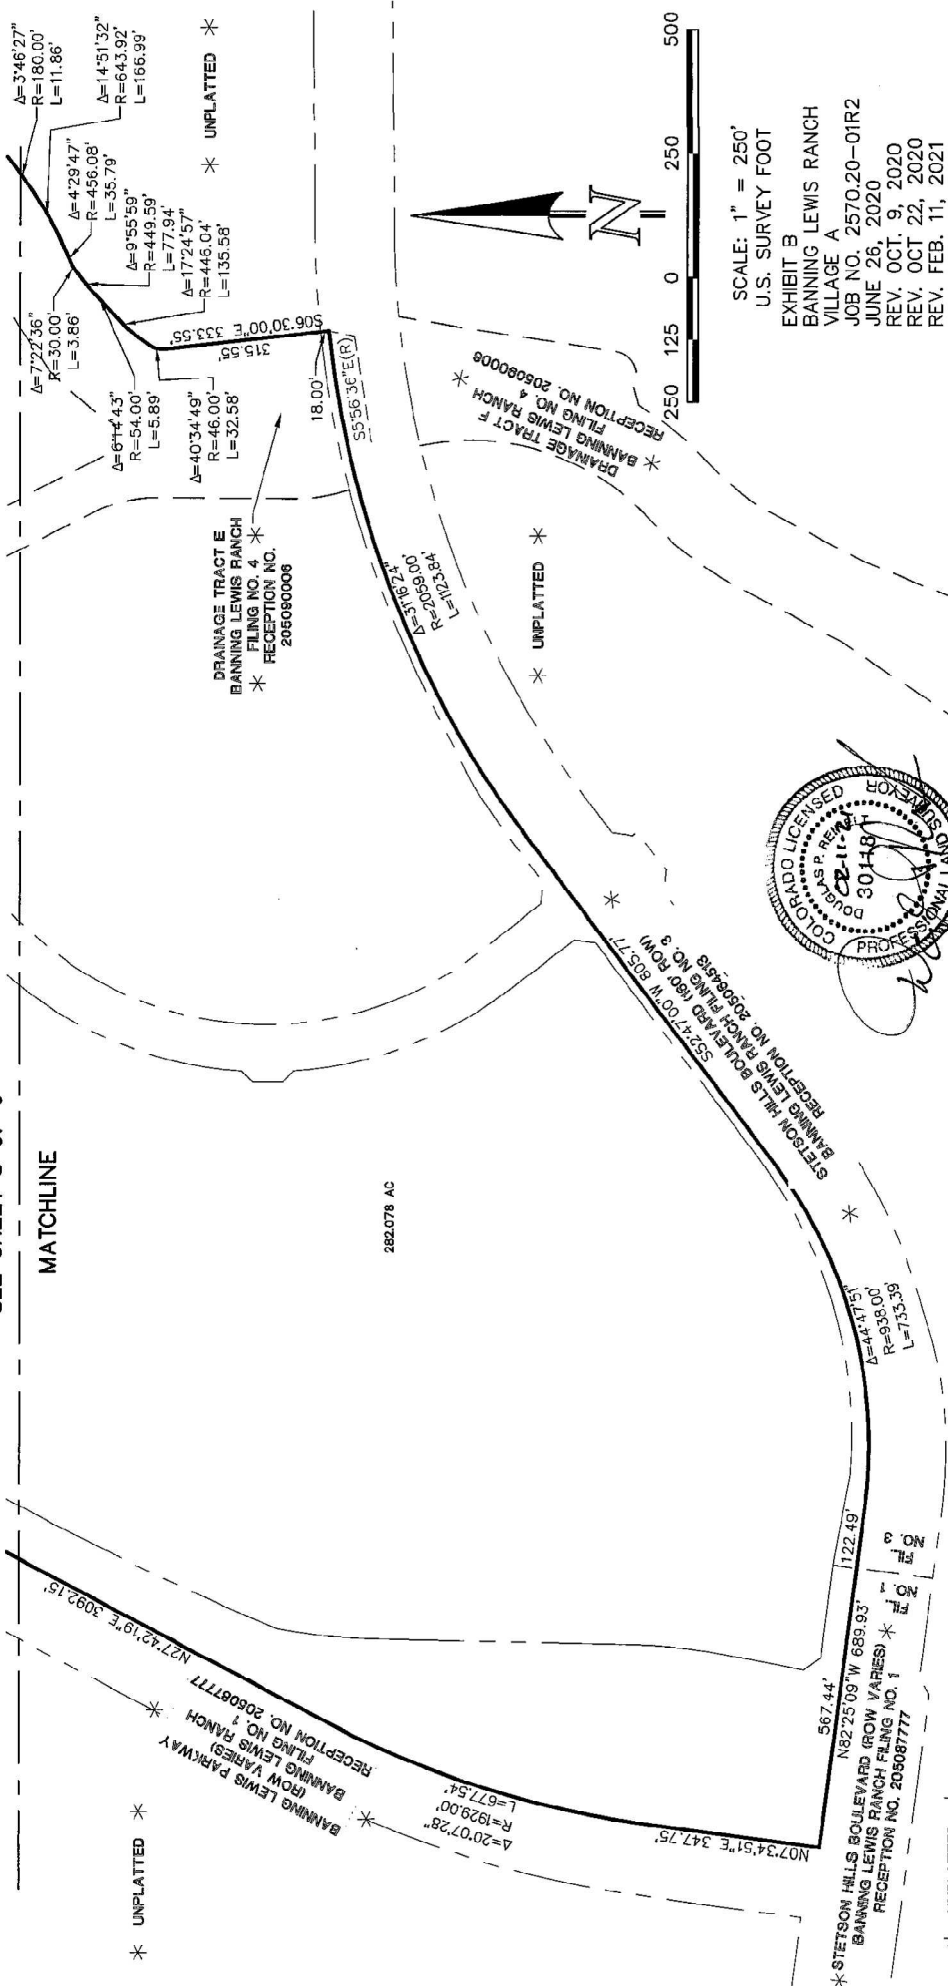 MATCHLINE
Δ=3°46'27"
R=180.00'
L=11.86'
Δ=14°51'32"
R=643.92'
L=166.99'
Δ=4°29'47"
R=456.08'
L=35.79'
Δ=9°55'59"
R=449.59'
L=77.94'
Δ=17°24'57"
R=446.04'
L=135.58'
Δ=7°22'36"
R=30.00'
L=3.86'
Δ=6°14'43"
R=54.00'
L=5.89'
Δ=40°34'49"
R=46.00'
L=32.58'
S06°30'00"E 333.55'
315.55'
18.00'
S5°56'36"E(R)
* UNPLATTED *
DRAINAGE TRACT E
BANNING LEWIS RANCH
* FILING NO. 4 *
RECEPTION NO.
205090006
DRAINAGE TRACT F
* BANNING LEWIS RANCH *
FILING NO. 4
RECEPTION NO. 205090006
Δ=31°16'24"
R=2059.00'
L=1123.84'
* UNPLATTED *
282.078 AC
S52°47'00"W 805.77'
STETSON HILLS BOULEVARD (160' ROW)
* BANNING LEWIS RANCH FILING NO. 3 *
RECEPTION NO. 205064513
Δ=44°47'51"
R=938.00'
L=733.39'
122.49'
567.44'
N82°25'09"W 689.93'
FIL. NO. 1
FIL. NO. 3
* STETSON HILLS BOULEVARD (ROW VARIES) *
BANNING LEWIS RANCH FILING NO. 1
RECEPTION NO. 205087777
N07°34'51"E 347.75'
Δ=20°07'28"
R=1929.00'
L=677.54'
N27°42'19"E 3092.15'
BANNING LEWIS PARKWAY
* (ROW VARIES) *
BANNING LEWIS RANCH
FILING NO. 1
RECEPTION NO. 205087777
* UNPLATTED *
N
250 125 0 250 500
SCALE: 1" = 250'
U.S. SURVEY FOOT
EXHIBIT B
BANNING LEWIS RANCH
VILLAGE A
JOB NO. 2570.20-01R2
JUNE 26, 2020
REV. OCT. 9, 2020
REV. OCT 22, 2020
REV. FEB. 11, 2021
COLORADO LICENSED
DOUGLAS P. REINELT
30118
PROFESSIONAL LAND SURVEYOR